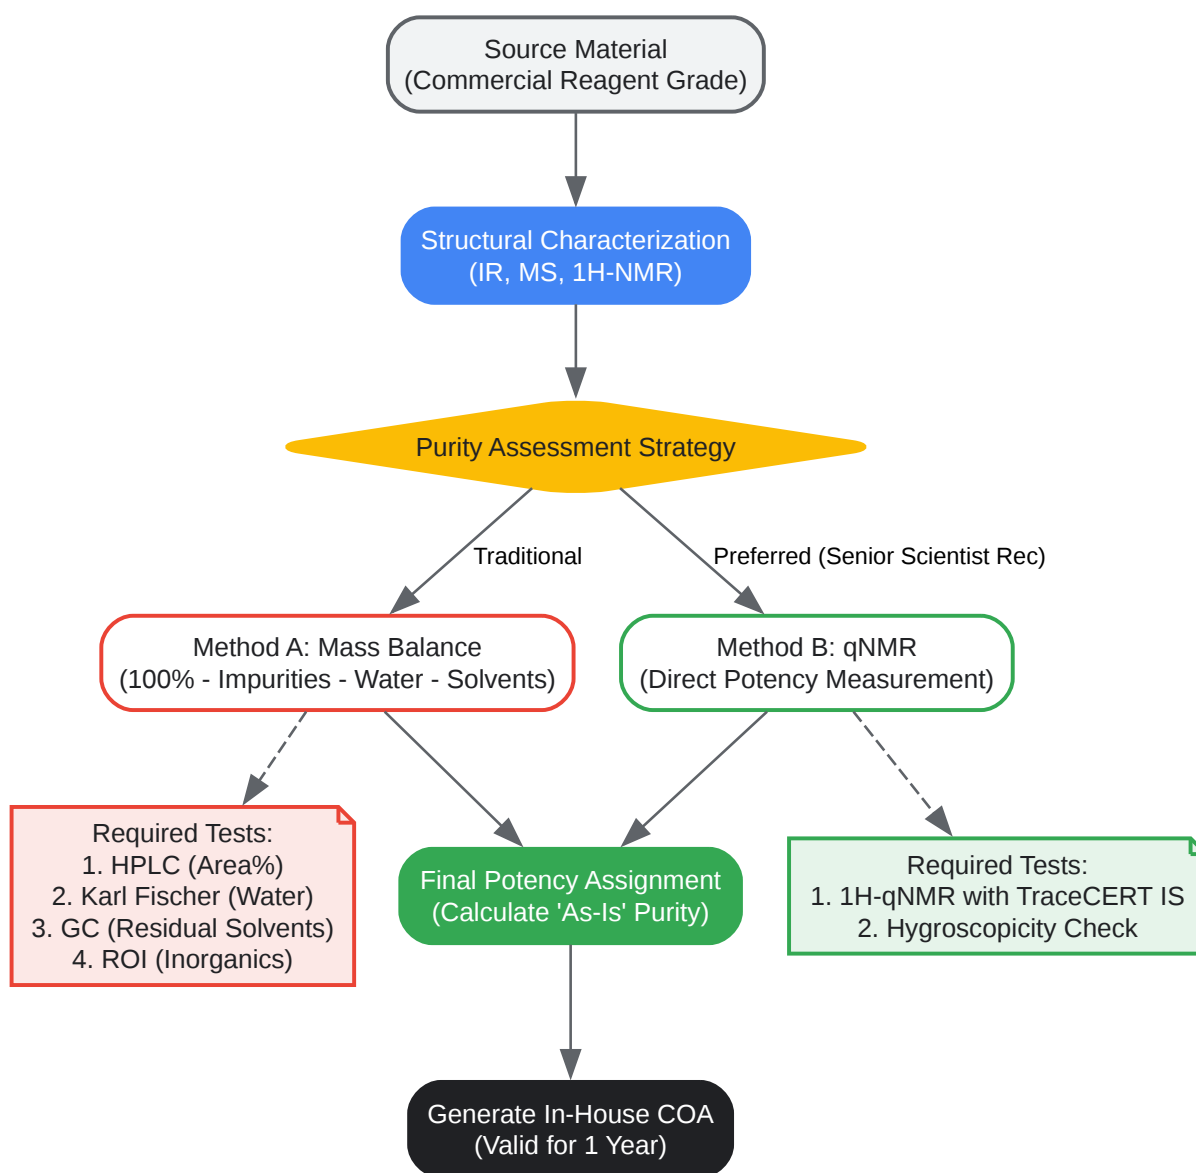 Source Material
(Commercial Reagent Grade)
Structural Characterization
(IR, MS, 1H-NMR)
Purity Assessment Strategy
Traditional
Preferred (Senior Scientist Rec)
Method A: Mass Balance
(100% - Impurities - Water - Solvents)
Method B: qNMR
(Direct Potency Measurement)
Required Tests:
1. HPLC (Area%)
2. Karl Fischer (Water)
3. GC (Residual Solvents)
4. ROI (Inorganics)
Final Potency Assignment
(Calculate 'As-Is' Purity)
Required Tests:
1. 1H-qNMR with TraceCERT IS
2. Hygroscopicity Check
Generate In-House COA
(Valid for 1 Year)